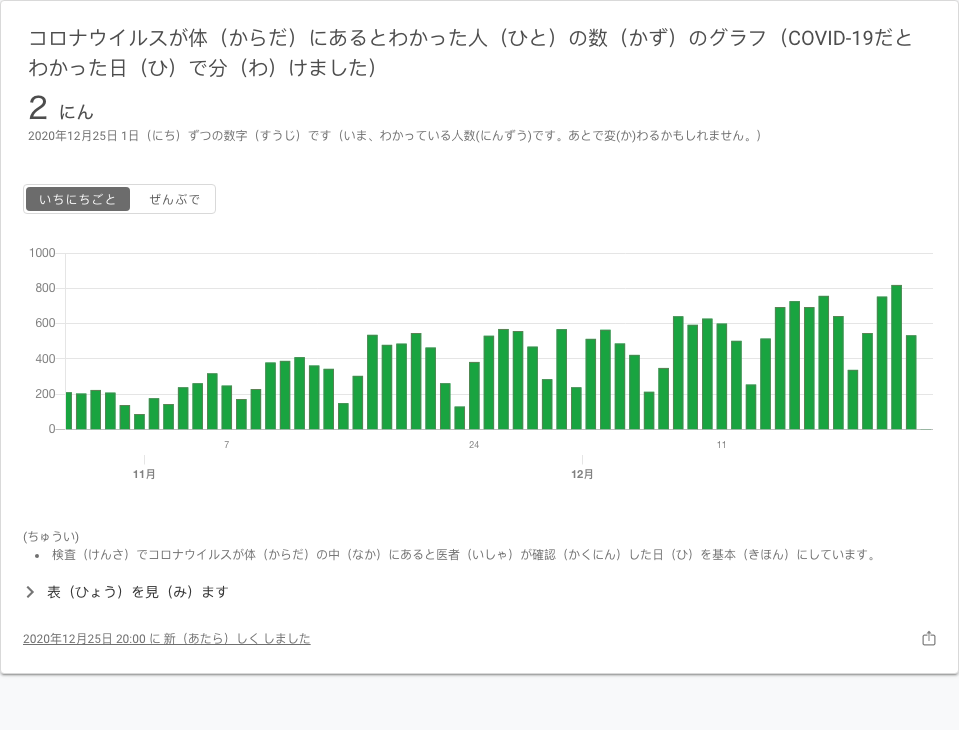 コロナウイルスが体（からだ）にあるとわかった人（ひと）の数（かず）のグラフ（COVID-19だと
わかった日（ひ）で分（わ）けました）
2 にん
2020年12月25日 1日（にち）ずつの数字（すうじ）です（いま、わかっている人数(にんずう)です。あとで変(か)わるかもしれません。）
いちにちごと ぜんぶで
1000
800
600
400
200
0
7 24 11
11月 12月
(ちゅうい)
• 検査（けんさ）でコロナウイルスが体（からだ）の中（なか）にあると医者（いしゃ）が確認（かくにん）した日（ひ）を基本（きほん）にしています。
表（ひょう）を見（み）ます
2020年12月25日 20:00 に 新（あたら）しく しました